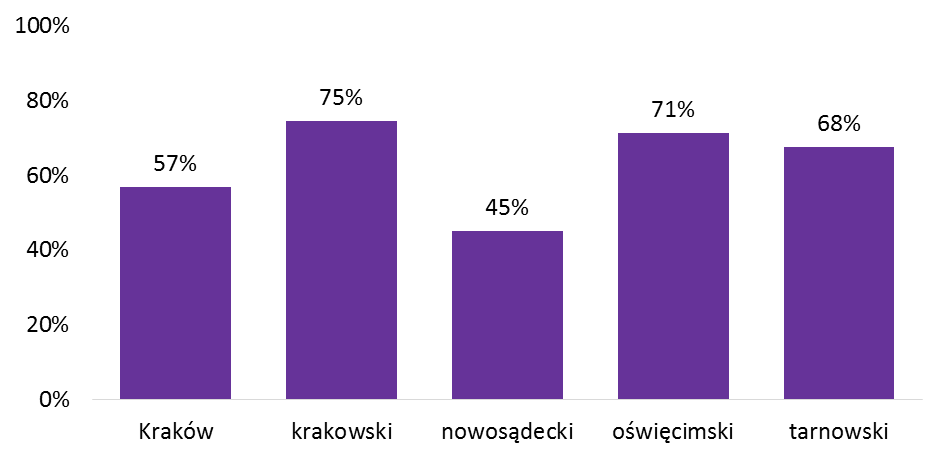 100%
80%
60%
40%
20%
0%
57%
75%
45%
71%
68%
Kraków
krakowski
nowosądecki
oświęcimski
tarnowski